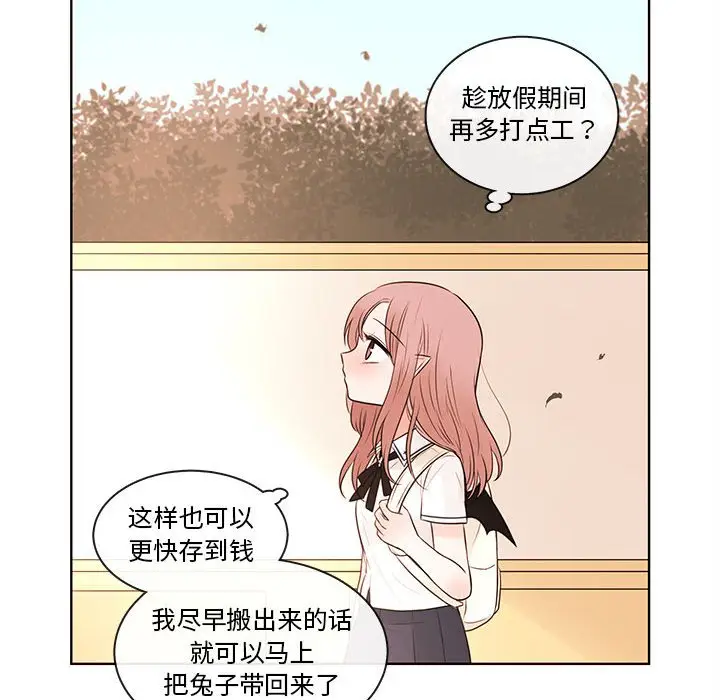 趁放假期间
再多打点工？
这样也可以
更快存到钱
我尽早搬出来的话
就可以马上
把兔子带回来了